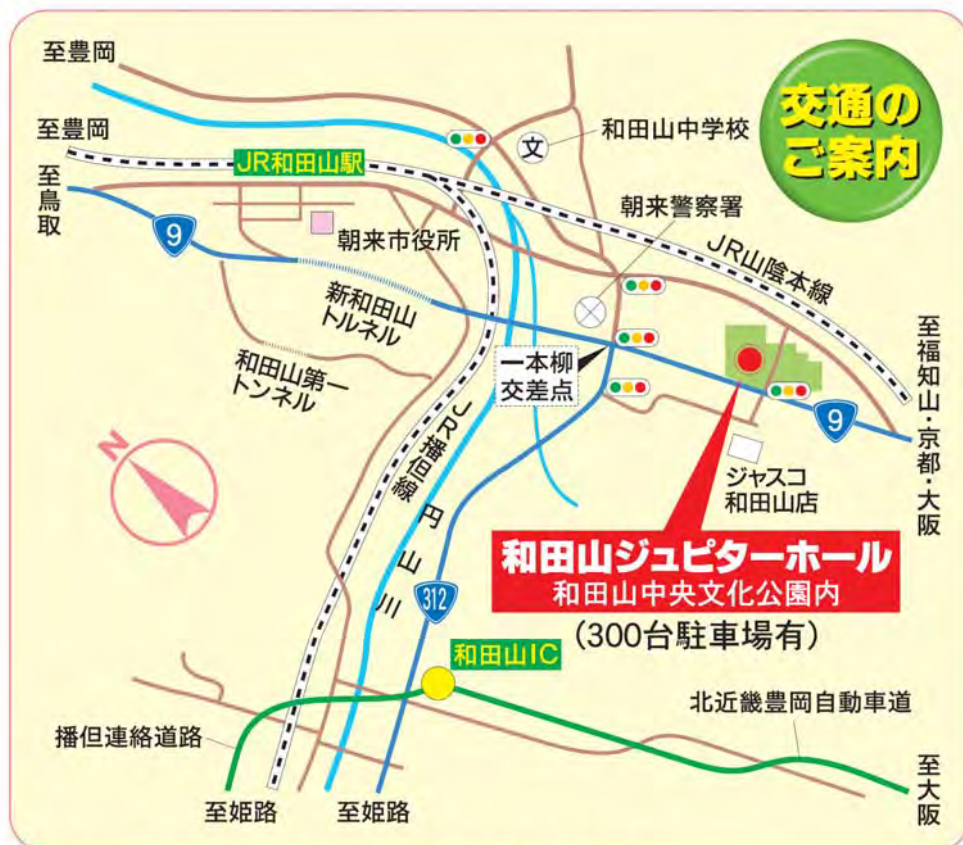 交通の
ご案内
至豊岡
至豊岡
至鳥取
JR和田山駅
9
朝来市役所
新和田山
トルネル
和田山第一
トンネル
文
和田山中学校
朝来警察署
JR山陰本線
一本柳
交差点
至福知山・京都・大阪
9
ジャスコ
和田山店
N
JR播但線
円山川
312
和田山ジュピターホール
和田山中央文化公園内
(300台駐車場有)
和田山IC
北近畿豊岡自動車道
播但連絡道路
至姫路
至姫路
至大阪